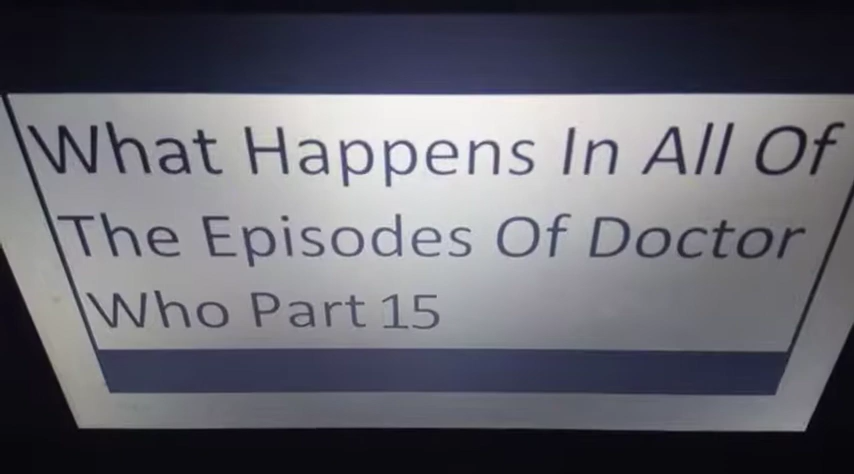 What Happens In All Of
The Episodes Of Doctor
Who Part 15